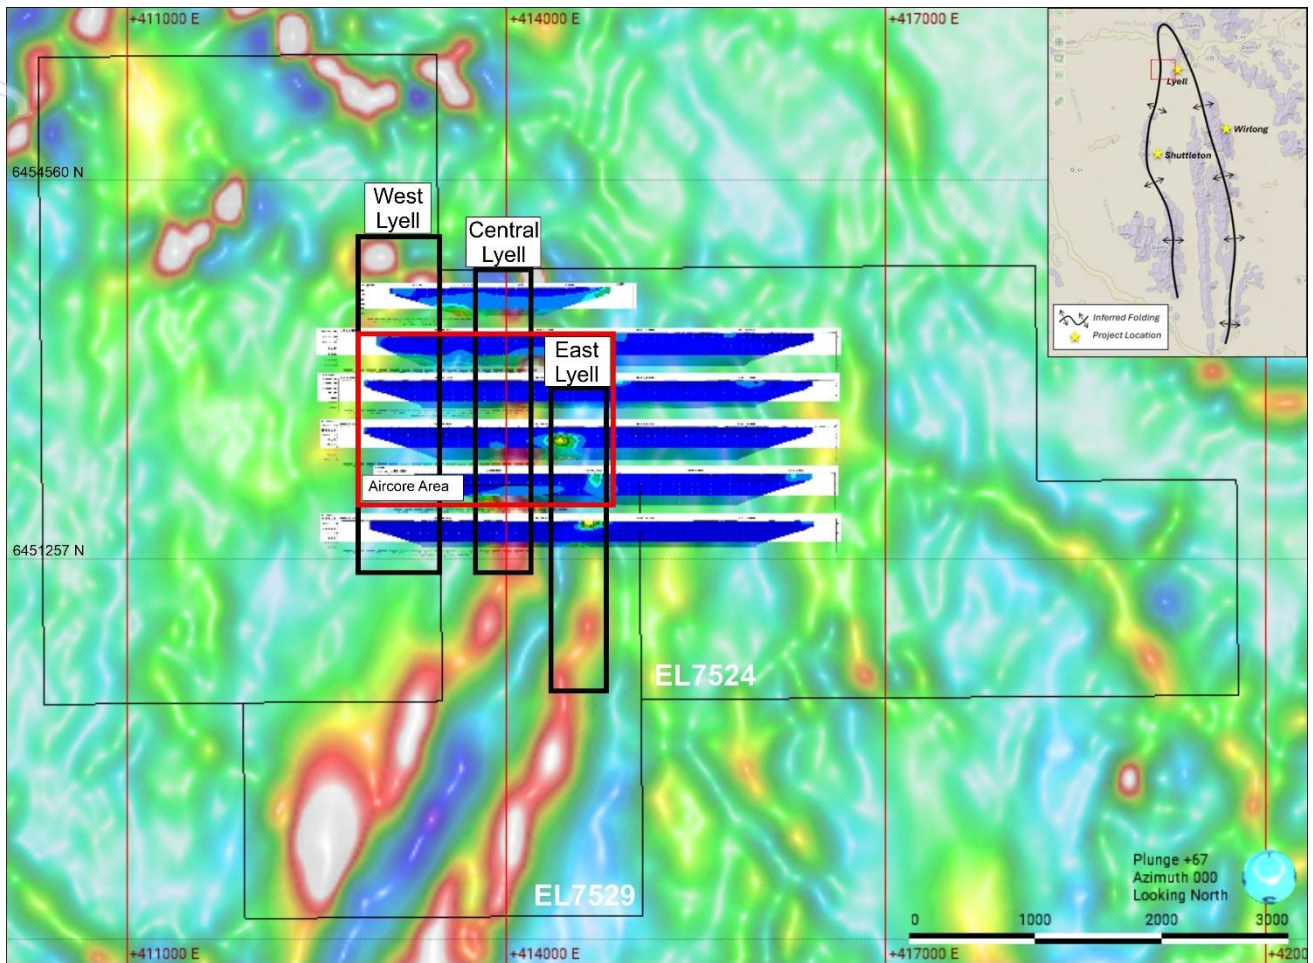 +411000 E
+414000 E
+417000 E
Lyell
Wirlong
Shuttleton
Inferred Folding
Project Location
6454560 N
West
Lyell
Central
Lyell
East
Lyell
Aircore Area
6451257 N
EL7524
EL7529
Plunge +67
Azimuth 000
Looking North
0
1000
2000
3000
+411000 E
+414000 E
+417000 E